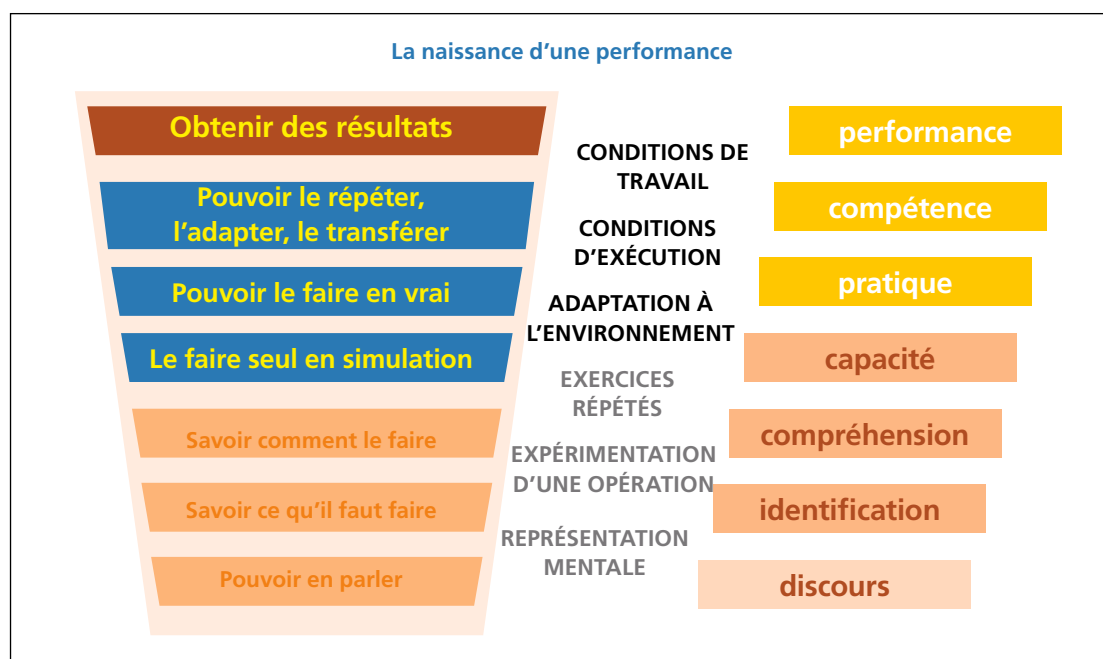 La naissance d’une performance
Obtenir des résultats
Pouvoir le répéter,
l’adapter, le transférer
Pouvoir le faire en vrai
Le faire seul en simulation
Savoir comment le faire
Savoir ce qu’il faut faire
Pouvoir en parler
CONDITIONS DE
TRAVAIL
CONDITIONS
D’EXÉCUTION
ADAPTATION À
L’ENVIRONNEMENT
EXERCICES
RÉPÉTÉS
EXPÉRIMENTATION
D’UNE OPÉRATION
REPRÉSENTATION
MENTALE
performance
compétence
pratique
capacité
compréhension
identification
discours